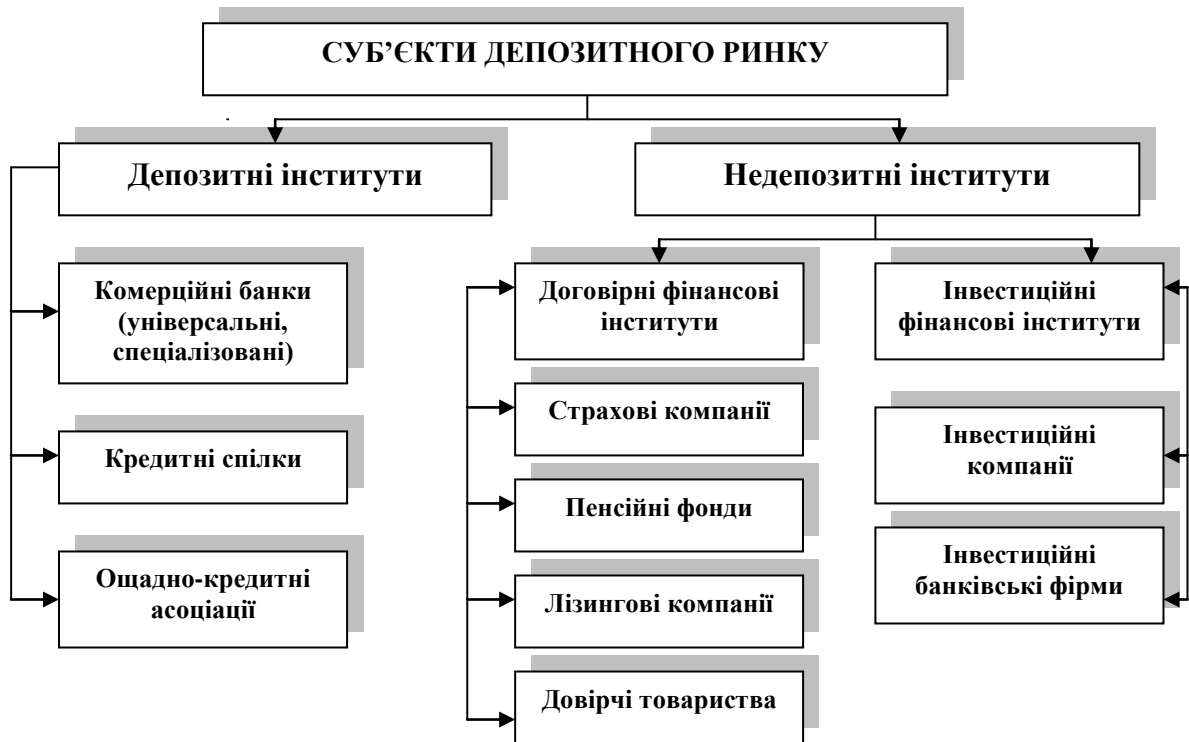 СУБ’ЄКТИ ДЕПОЗИТНОГО РИНКУ
Депозитні інститути
Недепозитні інститути
Комерційні банки
(універсальні,
спеціалізовані)
Кредитні спілки
Ощадно-кредитні
асоціації
Договірні фінансові
інститути
Страхові компанії
Пенсійні фонди
Лізингові компанії
Довірчі товариства
Інвестиційні
фінансові інститути
Інвестиційні
компанії
Інвестиційні
банківські фірми